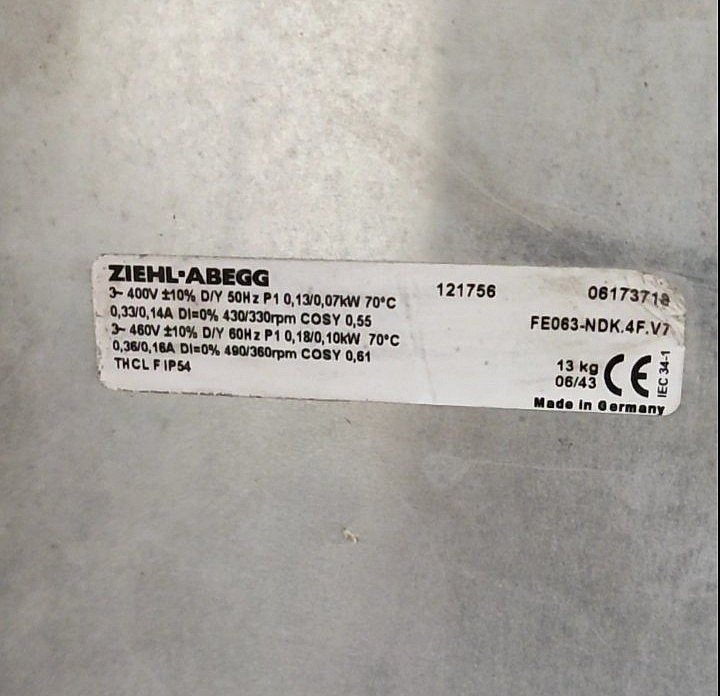 ZIEHL-ABEGG
3~ 400V ±10% D/Y 50Hz P1 0,13/0,07kW 70°C
0,33/0,14A DI=0% 430/330rpm COSY 0,55
3~ 460V ±10% D/Y 60Hz P1 0,18/0,10kW 70°C
0,36/0,16A DI=0% 490/360rpm COSY 0,61
THCL F IP54
121756
FE063-NDK.4F.V7
13 kg
06/43
CE
IEC 34-1
Made in Germany